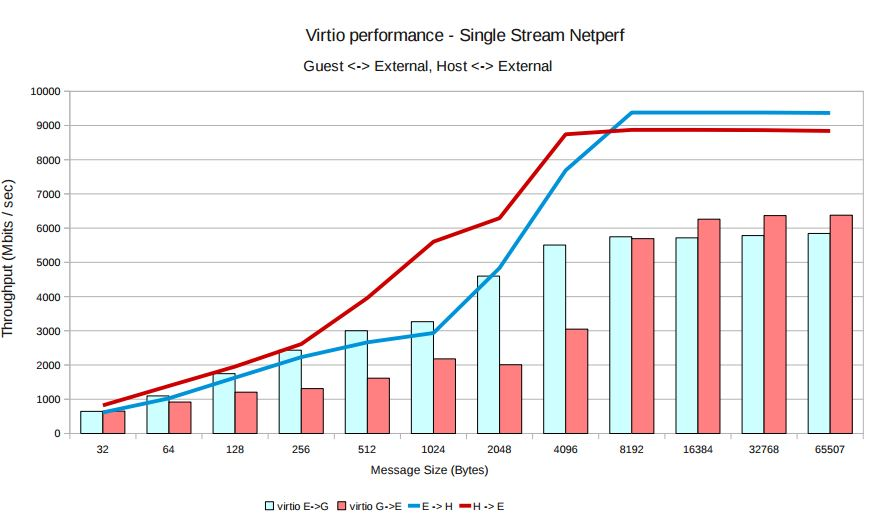 Virtio performance - Single Stream Netperf
Guest <-> External, Host <-> External
Throughput (Mbits / sec)
10000
9000
8000
7000
6000
5000
4000
3000
2000
1000
0
32 64 128 256 512 1024 2048 4096 8192 16384 32768 65507
Message Size (Bytes)
virtio E->G virtio G->E E -> H H -> E